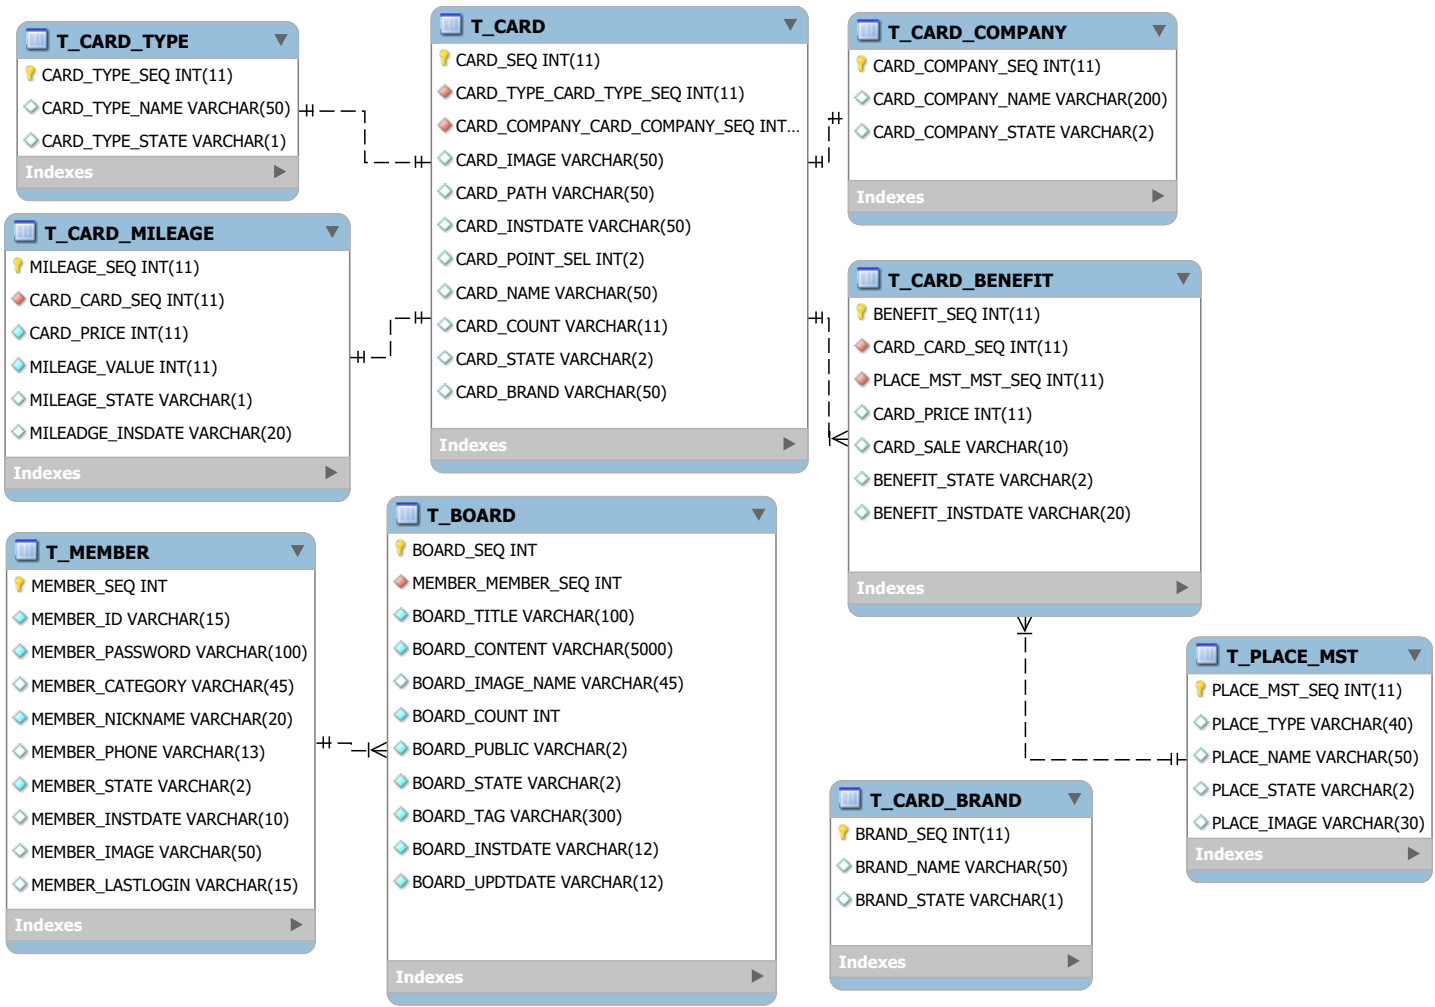 T_CARD_TYPE
CARD_TYPE_SEQ INT(11)
CARD_TYPE_NAME VARCHAR(50)
CARD_TYPE_STATE VARCHAR(1)
Indexes
T_CARD
CARD_SEQ INT(11)
CARD_TYPE_CARD_TYPE_SEQ INT(11)
CARD_COMPANY_CARD_COMPANY_SEQ INT...
CARD_IMAGE VARCHAR(50)
CARD_PATH VARCHAR(50)
CARD_INSTDATE VARCHAR(50)
CARD_POINT_SEL INT(2)
CARD_NAME VARCHAR(50)
CARD_COUNT VARCHAR(11)
CARD_STATE VARCHAR(2)
CARD_BRAND VARCHAR(50)
Indexes
T_CARD_COMPANY
CARD_COMPANY_SEQ INT(11)
CARD_COMPANY_NAME VARCHAR(200)
CARD_COMPANY_STATE VARCHAR(2)
Indexes
T_CARD_MILEAGE
MILEAGE_SEQ INT(11)
CARD_CARD_SEQ INT(11)
CARD_PRICE INT(11)
MILEAGE_VALUE INT(11)
MILEAGE_STATE VARCHAR(1)
MILEADGE_INSDATE VARCHAR(20)
Indexes
T_CARD_BENEFIT
BENEFIT_SEQ INT(11)
CARD_CARD_SEQ INT(11)
PLACE_MST_MST_SEQ INT(11)
CARD_PRICE INT(11)
CARD_SALE VARCHAR(10)
BENEFIT_STATE VARCHAR(2)
BENEFIT_INSTDATE VARCHAR(20)
Indexes
T_MEMBER
MEMBER_SEQ INT
MEMBER_ID VARCHAR(15)
MEMBER_PASSWORD VARCHAR(100)
MEMBER_CATEGORY VARCHAR(45)
MEMBER_NICKNAME VARCHAR(20)
MEMBER_PHONE VARCHAR(13)
MEMBER_STATE VARCHAR(2)
MEMBER_INSTDATE VARCHAR(10)
MEMBER_IMAGE VARCHAR(50)
MEMBER_LASTLOGIN VARCHAR(15)
Indexes
T_BOARD
BOARD_SEQ INT
MEMBER_MEMBER_SEQ INT
BOARD_TITLE VARCHAR(100)
BOARD_CONTENT VARCHAR(5000)
BOARD_IMAGE_NAME VARCHAR(45)
BOARD_COUNT INT
BOARD_PUBLIC VARCHAR(2)
BOARD_STATE VARCHAR(2)
BOARD_TAG VARCHAR(300)
BOARD_INSTDATE VARCHAR(12)
BOARD_UPDTDATE VARCHAR(12)
Indexes
T_PLACE_MST
PLACE_MST_SEQ INT(11)
PLACE_TYPE VARCHAR(40)
PLACE_NAME VARCHAR(50)
PLACE_STATE VARCHAR(2)
PLACE_IMAGE VARCHAR(30)
Indexes
T_CARD_BRAND
BRAND_SEQ INT(11)
BRAND_NAME VARCHAR(50)
BRAND_STATE VARCHAR(1)
Indexes